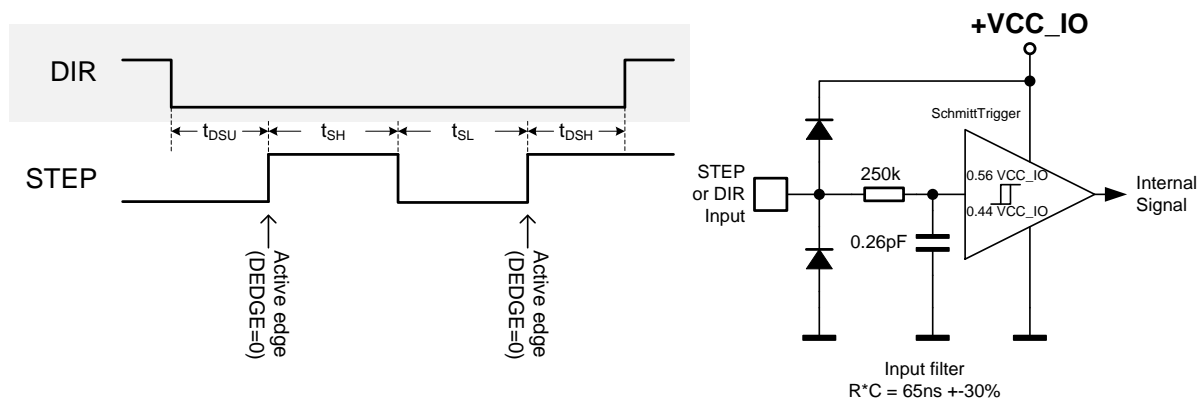 DIR
tDSU
tSH
tSL
tDSH
STEP
Active edge
(DEDGE=0)
Active edge
(DEDGE=0)
+VCC_IO
SchmittTrigger
STEP
or DIR
Input
250k
0.26pF
0.56 VCC_IO
0.44 VCC_IO
Internal
Signal
Input filter
R*C = 65ns +-30%